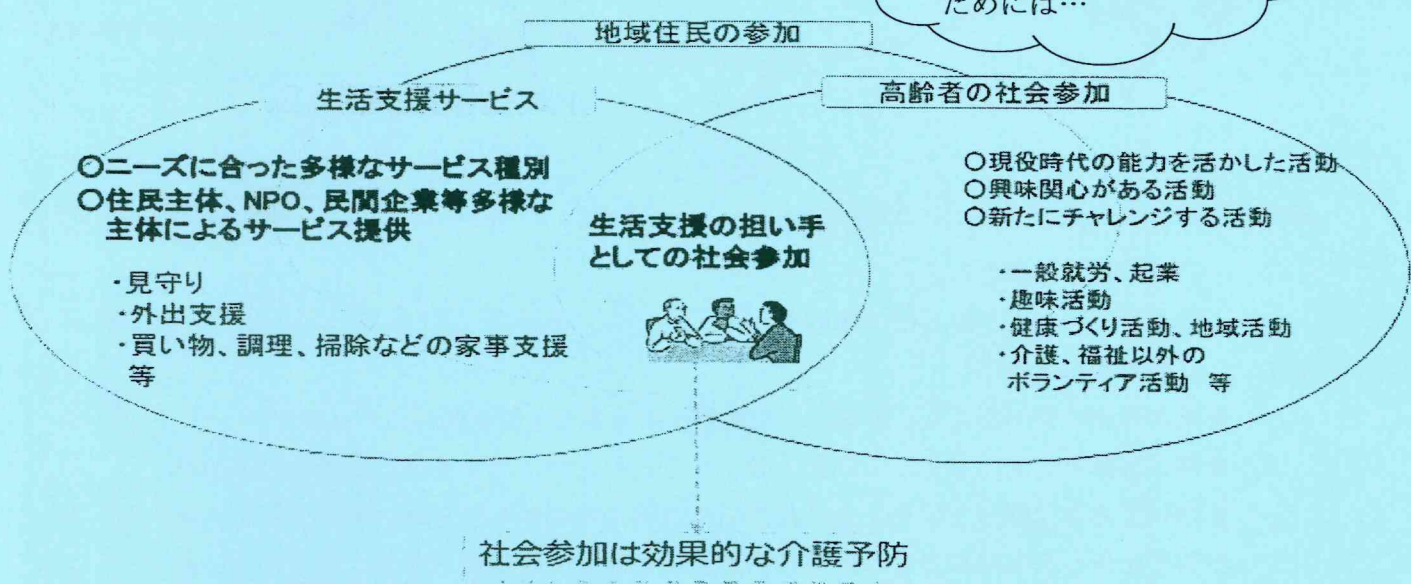 ためには…
地域住民の参加
生活支援サービス
高齢者の社会参加
○ニーズに合った多様なサービス種別
○住民主体、NPO、民間企業等多様な
主体によるサービス提供
・見守り
・外出支援
・買い物、調理、掃除などの家事支援
等
生活支援の担い手
としての社会参加
○現役時代の能力を活かした活動
○興味関心がある活動
○新たにチャレンジする活動
・一般就労、起業
・趣味活動
・健康づくり活動、地域活動
・介護、福祉以外の
ボランティア活動 等
社会参加は効果的な介護予防